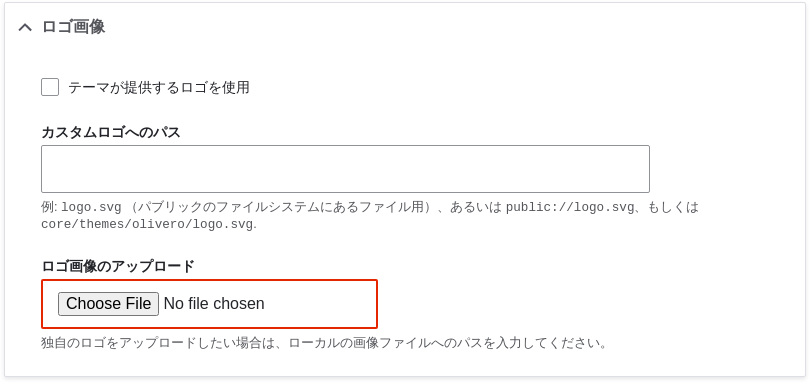 ロゴ画像
テーマが提供するロゴを使用
カスタムロゴへのパス
例: logo.svg （パブリックのファイルシステムにあるファイル用）、あるいは public://logo.svg、もしくは
core/themes/olivero/logo.svg.
ロゴ画像のアップロード
Choose File No file chosen
独自のロゴをアップロードしたい場合は、ローカルの画像ファイルへのパスを入力してください。